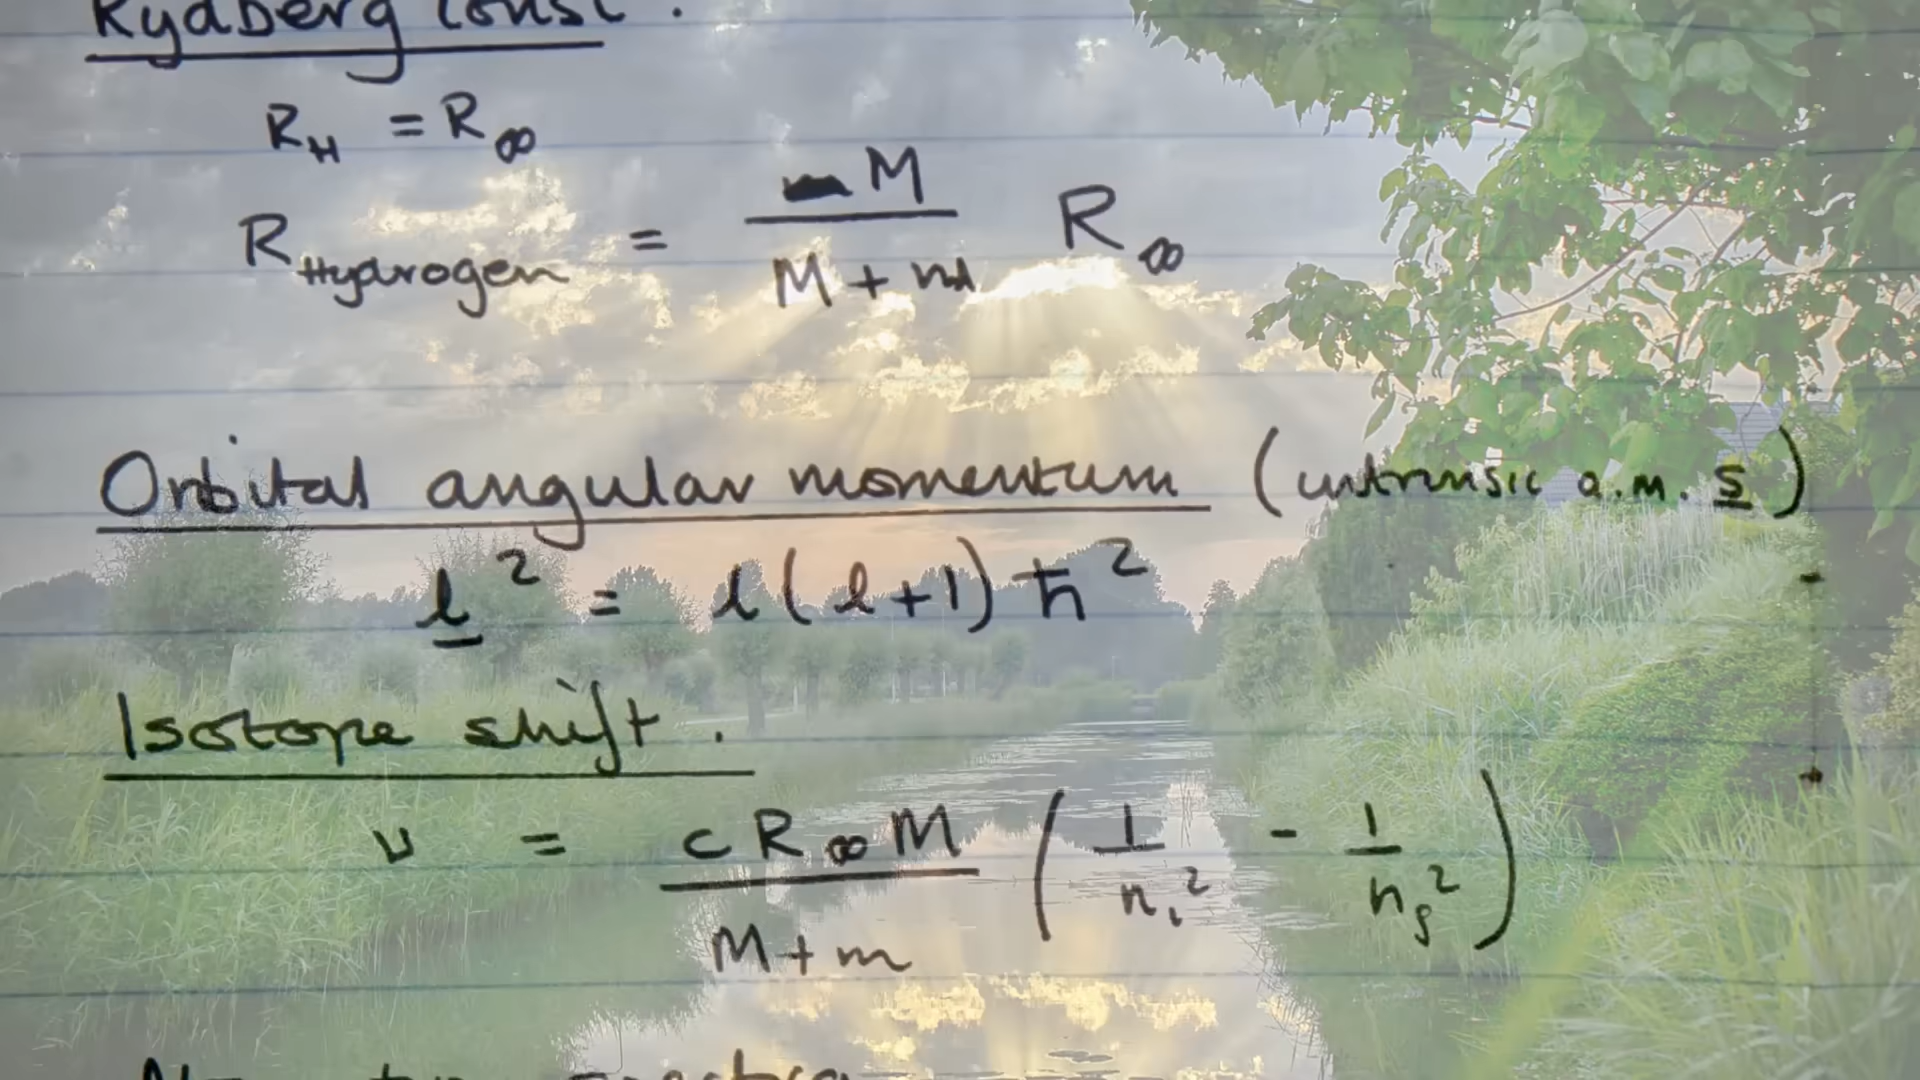 Rydberg Const.
R_H = R_∞
R_Hydrogen = M / (M + m) R_∞
Orbital angular momentum (intrinsic a.m. s)
l² = l(l+1)ħ²
Isotope shift.
ν = c R_∞ M / (M + m) (1/n_i² - 1/n_f²)